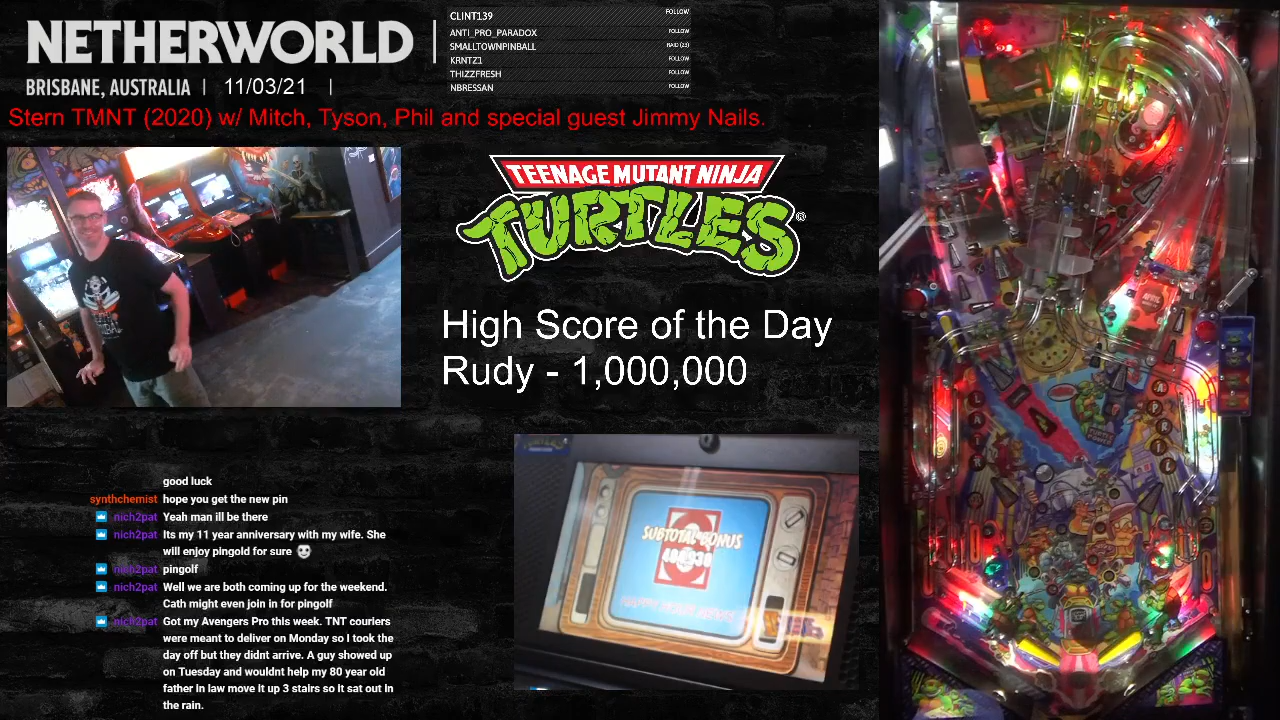 NETHERWORLD
BRISBANE, AUSTRALIA | 11/03/21 |
CLINT139 FOLLOW
ANTI_PRO_PARADOX FOLLOW
SMALLTOWNPINBALL RAID (23)
KRNTZ1 FOLLOW
THIZZFRESH FOLLOW
NBRESSAN FOLLOW
Stern TMNT (2020) w/ Mitch, Tyson, Phil and special guest Jimmy Nails.
TEENAGE MUTANT NINJA
TURTLES®
High Score of the Day
Rudy - 1,000,000
good luck
synthchemist hope you get the new pin
nich2pat Yeah man ill be there
nich2pat Its my 11 year anniversary with my wife. She
will enjoy pingold for sure
nich2pat pingolf
nich2pat Well we are both coming up for the weekend.
Cath might even join in for pingolf
nich2pat Got my Avengers Pro this week. TNT couriers
were meant to deliver on Monday so I took the
day off but they didnt arrive. A guy showed up
on Tuesday and wouldnt help my 80 year old
father in law move it up 3 stairs so it sat out in
the rain.
SUBTOTAL BONUS
APRIL